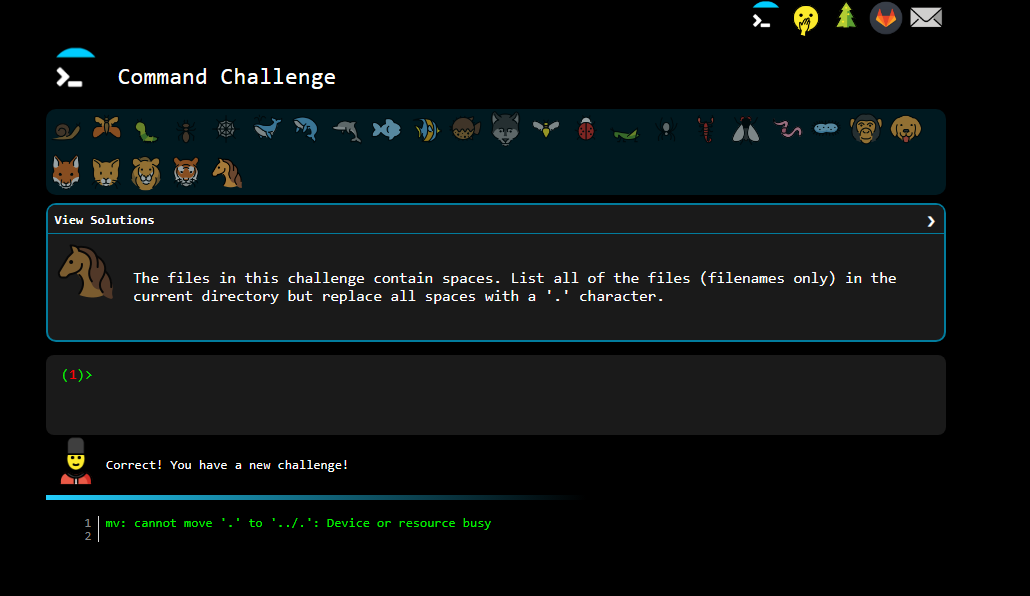 Command Challenge
View Solutions
The files in this challenge contain spaces. List all of the files (filenames only) in the
current directory but replace all spaces with a '.' character.
(1)>
Correct! You have a new challenge!
1 mv: cannot move '.' to '../.': Device or resource busy
2